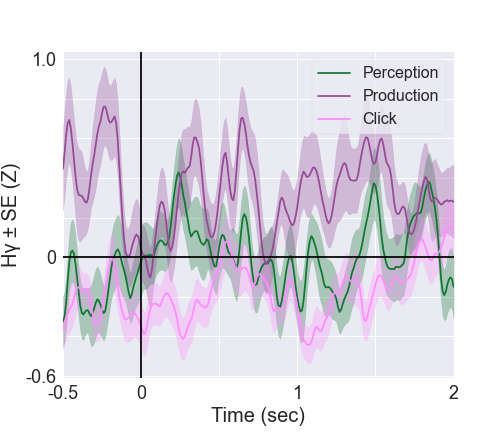 1.0
Perception
Production
Click
Hγ ± SE (Z)
0
-0.6
-0.5
0
1
2
Time (sec)